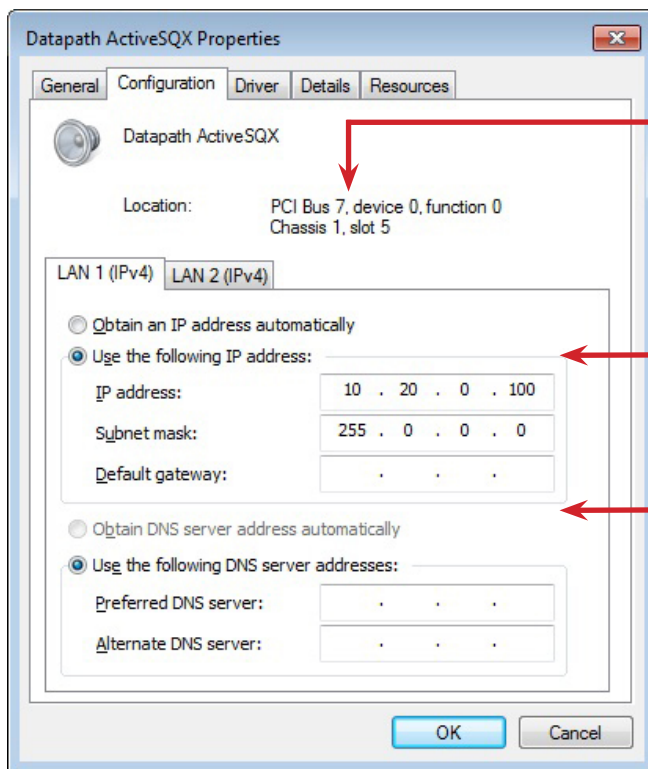 Datapath ActiveSQX Properties
General Configuration Driver Details Resources
Datapath ActiveSQX
Location: PCI Bus 7, device 0, function 0
Chassis 1, slot 5
LAN 1 (IPv4) LAN 2 (IPv4)
Obtain an IP address automatically
Use the following IP address:
IP address: 10 . 20 . 0 . 100
Subnet mask: 255 . 0 . 0 . 0
Default gateway: . . .
Obtain DNS server address automatically
Use the following DNS server addresses:
Preferred DNS server: . . .
Alternate DNS server: . . .
OK Cancel